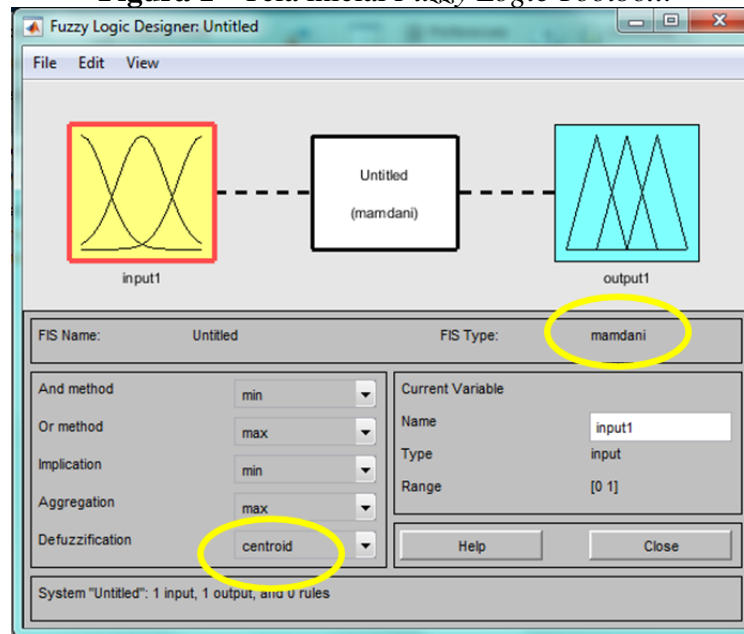 Fuzzy Logic Designer: Untitled
File Edit View
Untitled
(mamdani)
input1
output1
FIS Name: Untitled
FIS Type: mamdani
And method min
Or method max
Implication min
Aggregation max
Defuzzification centroid
Current Variable
Name input1
Type input
Range [0 1]
Help Close
System "Untitled": 1 input, 1 output, and 0 rules